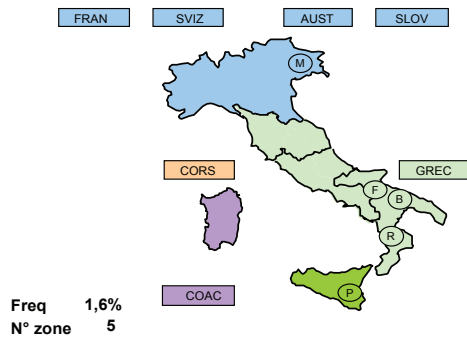 FRAN SVIZ AUST SLOV
M
CORS GREC
F
B
R
COAC P
Freq 1,6%
N° zone 5